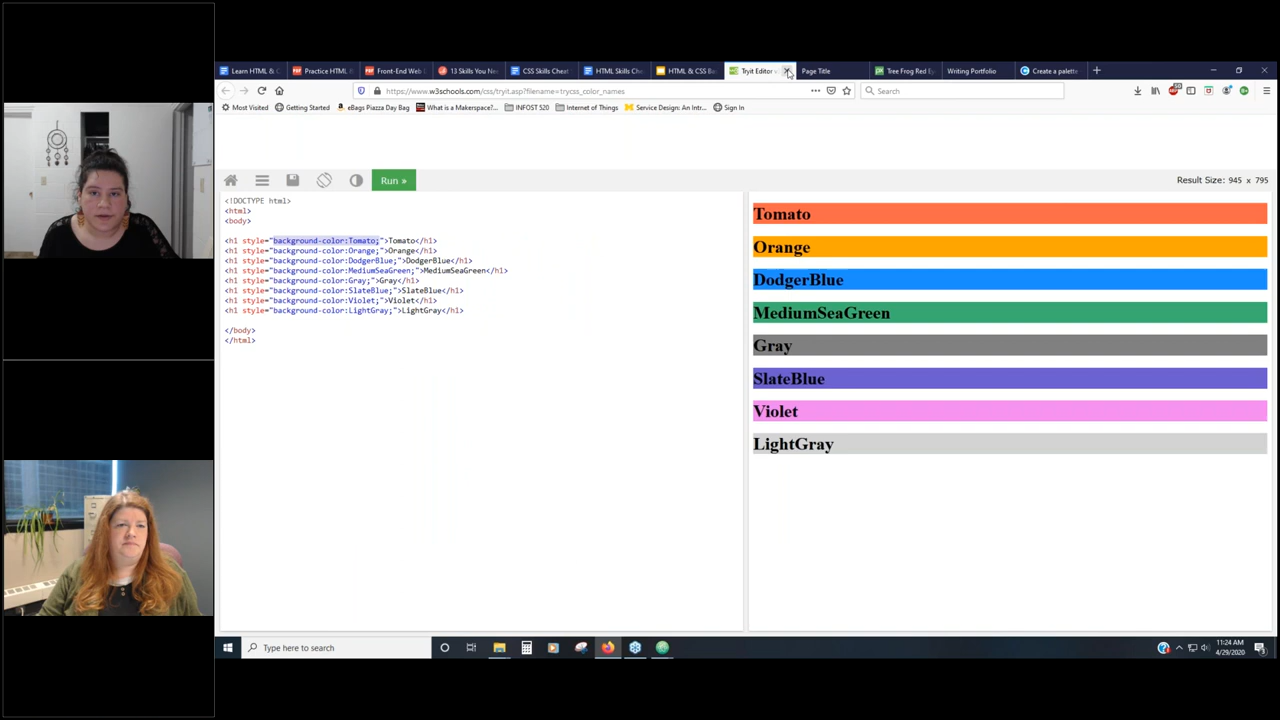 Learn HTML & C
Practice HTML &
Front-End Web
13 Skills You Nee
CSS Skills Cheat
HTML Skills Che
HTML & CSS Ba
Tryit Editor v
Page Title
Tree Frog Red Ey
Writing Portfolio
Create a palette
https://www.w3schools.com/css/tryit.asp?filename=trycss_color_names
Search
Most Visited
Getting Started
eBags Piazza Day Bag
What is a Makerspace?...
INFOST 520
Internet of Things
Service Design: An Intr...
Sign In
Run »
Result Size: 945 x 795
<!DOCTYPE html>
<html>
<body>
<h1 style="background-color:Tomato;">Tomato</h1>
<h1 style="background-color:Orange;">Orange</h1>
<h1 style="background-color:DodgerBlue;">DodgerBlue</h1>
<h1 style="background-color:MediumSeaGreen;">MediumSeaGreen</h1>
<h1 style="background-color:Gray;">Gray</h1>
<h1 style="background-color:SlateBlue;">SlateBlue</h1>
<h1 style="background-color:Violet;">Violet</h1>
<h1 style="background-color:LightGray;">LightGray</h1>
</body>
</html>
Tomato
Orange
DodgerBlue
MediumSeaGreen
Gray
SlateBlue
Violet
LightGray
Type here to search
11:24 AM
4/29/2020